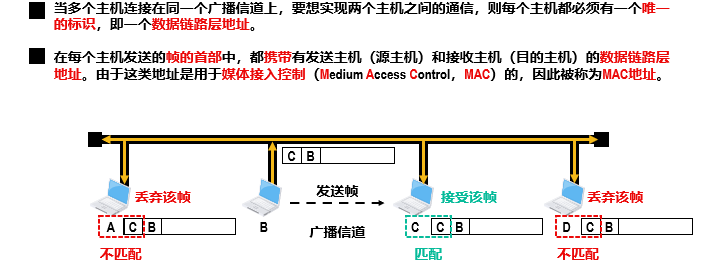 当多个主机连接在同一个广播信道上，要想实现两个主机之间的通信，则每个主机都必须有一个唯一
的标识，即一个数据链路层地址。
在每个主机发送的帧的首部中，都携带有发送主机（源主机）和接收主机（目的主机）的数据链路层
地址。由于这类地址是用于媒体接入控制（Medium Access Control，MAC）的，因此被称为MAC地址。
C B
丢弃该帧 发送帧 接受该帧 丢弃该帧
A C B B 广播信道 C C B D C B
不匹配 匹配 不匹配